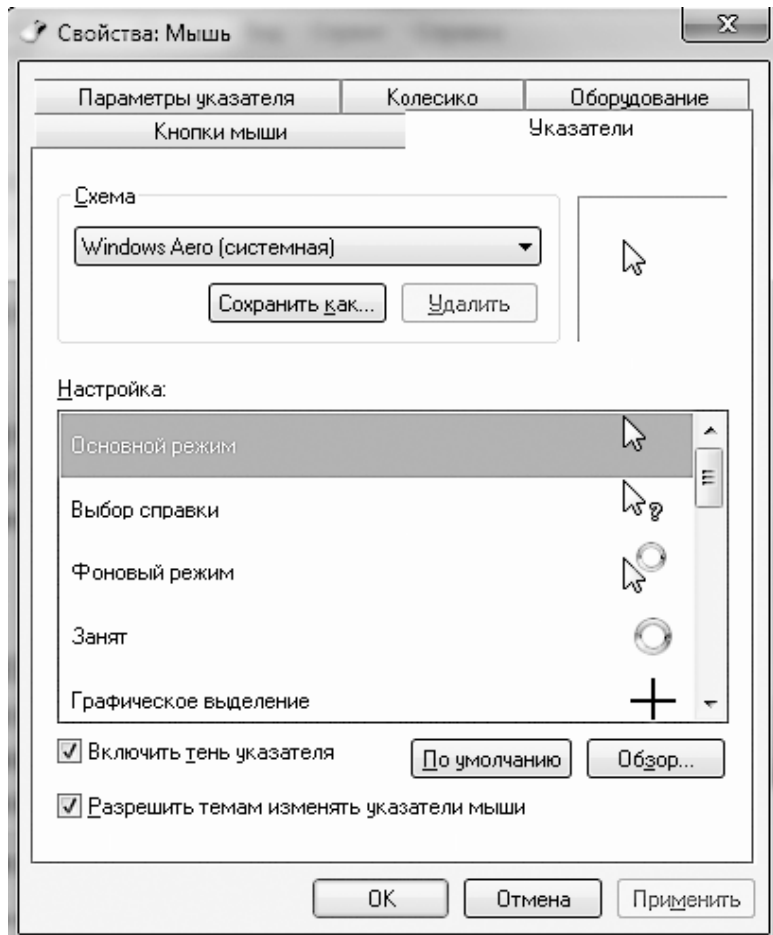 Свойства: Мышь
Параметры указателя Колесико Оборудование
Кнопки мыши Указатели
Схема
Windows Aero (системная)
Сохранить как... Удалить
Настройка:
Основной режим
Выбор справки
Фоновый режим
Занят
Графическое выделение
Включить тень указателя По умолчанию Обзор...
Разрешить темам изменять указатели мыши
OK Отмена Применить